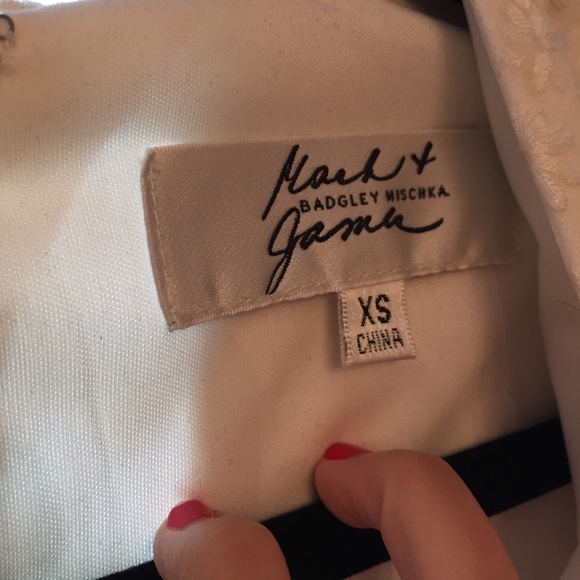 Mark +
BADGLEY MISCHKA
James
XS
CHINA